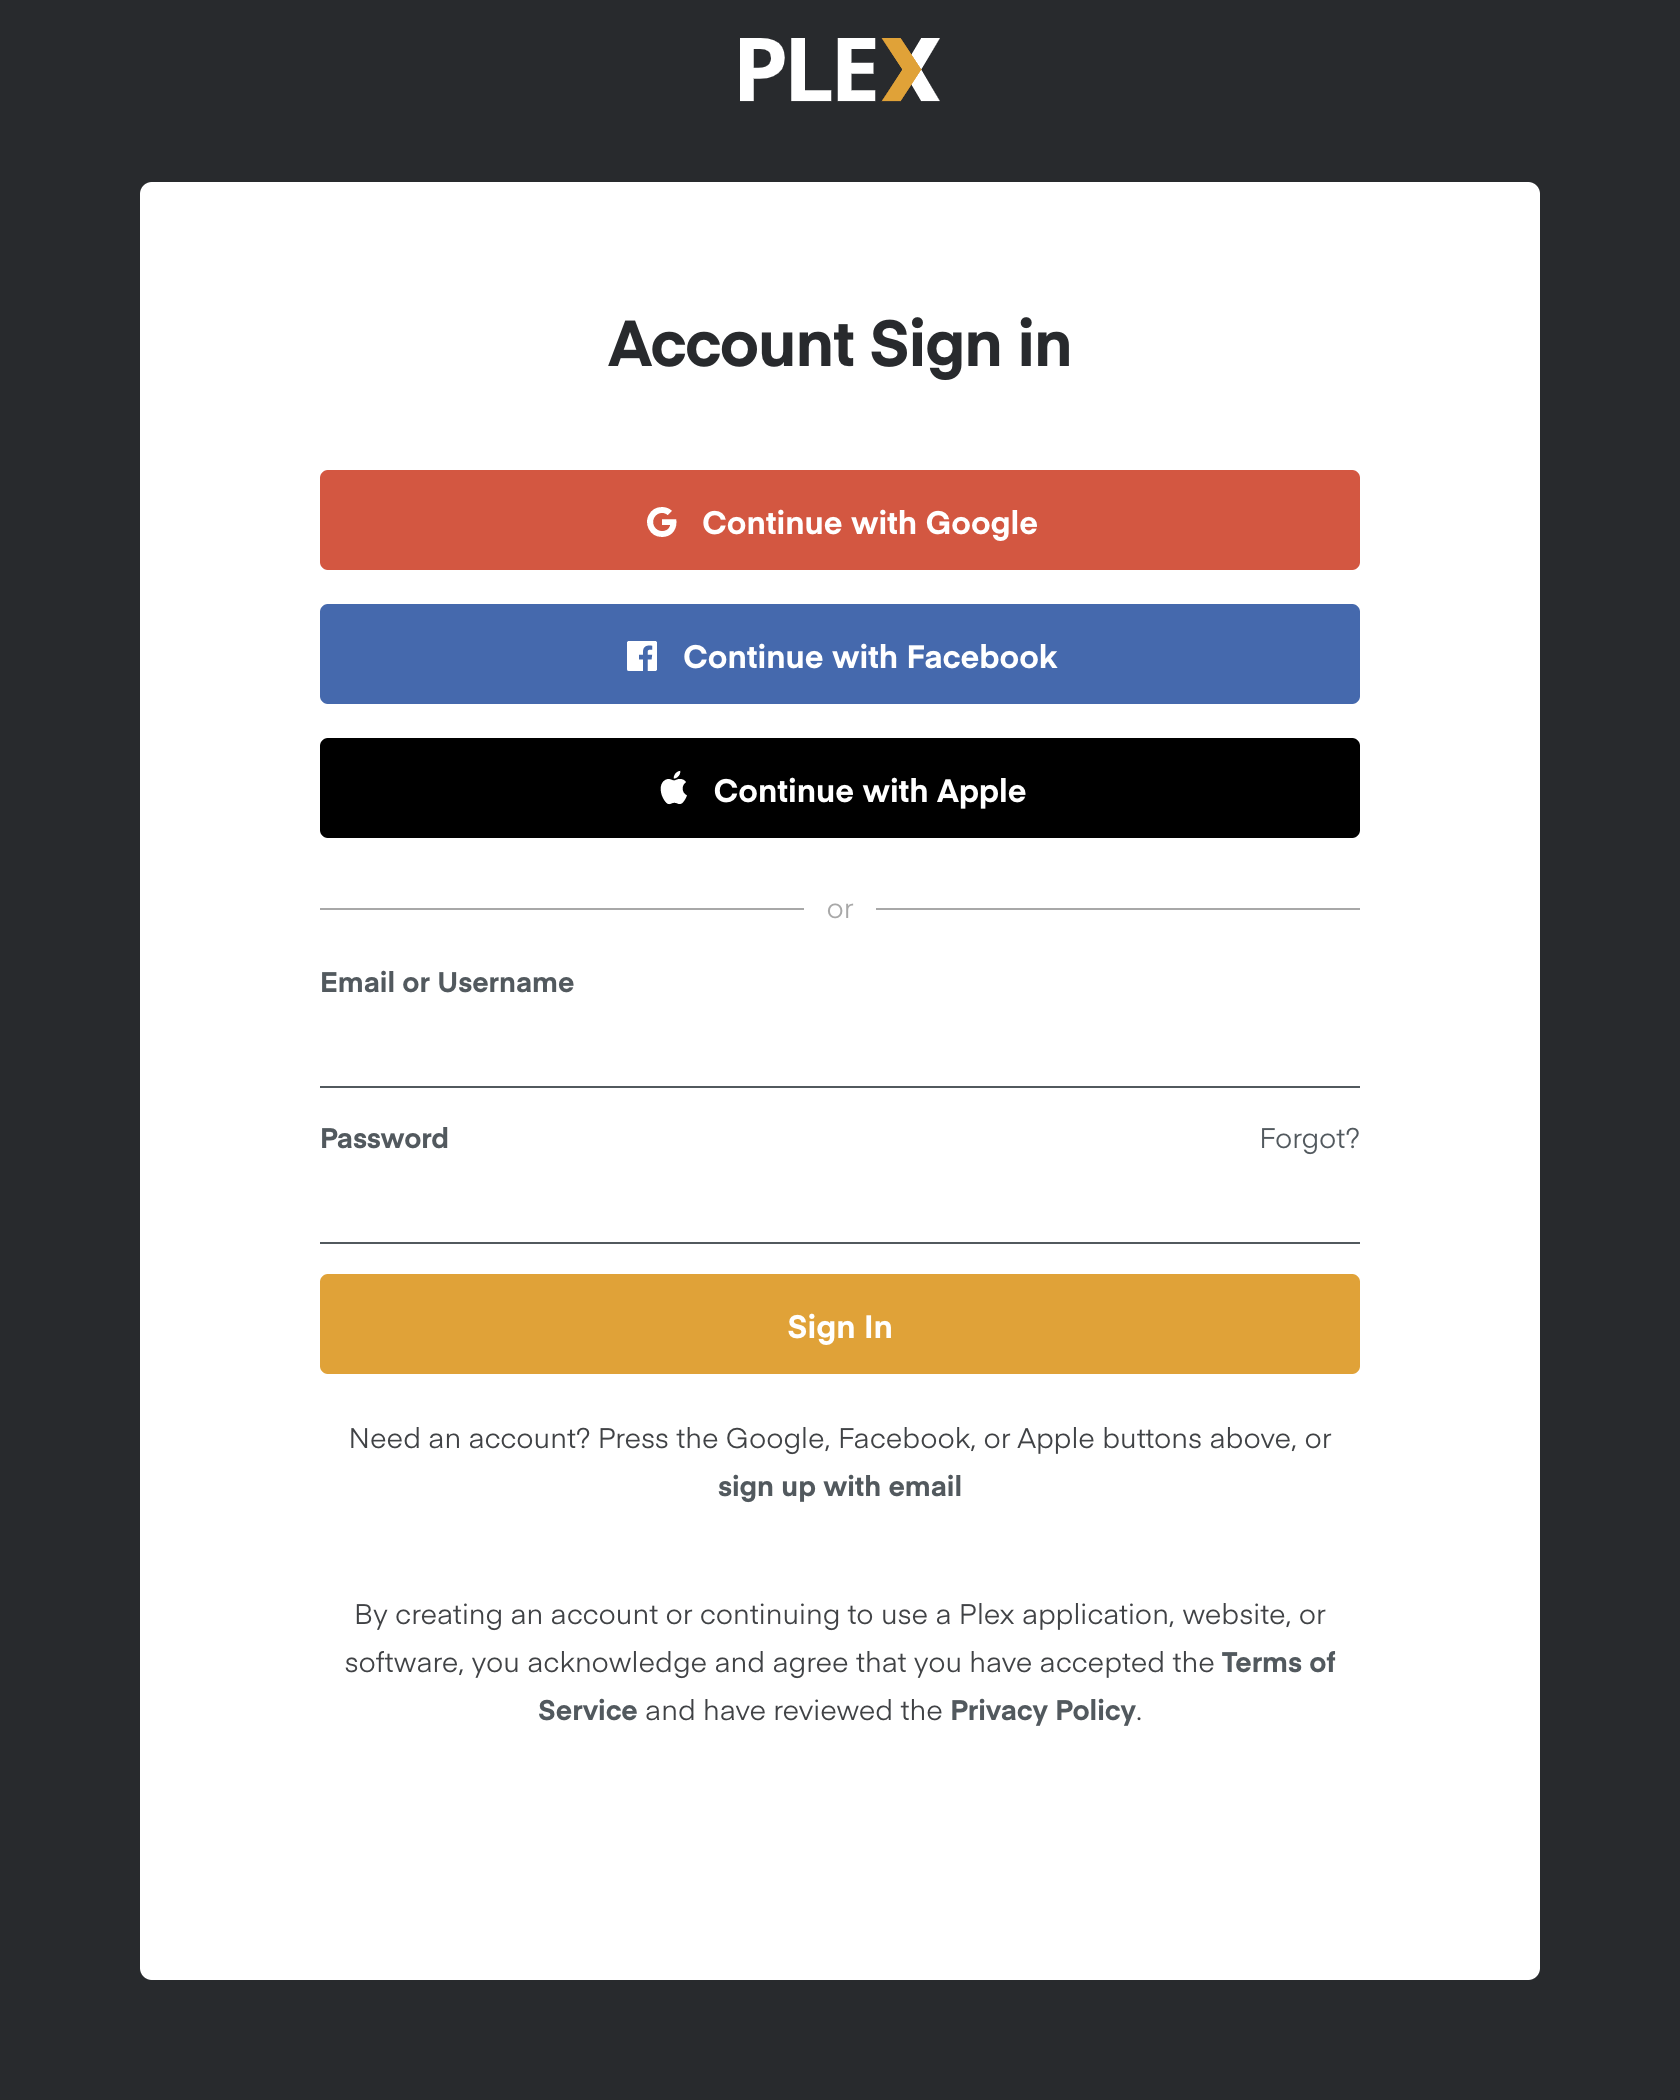 PLEX
Account Sign in
Continue with Google
Continue with Facebook
Continue with Apple
or
Email or Username
Password Forgot?
Sign In
Need an account? Press the Google, Facebook, or Apple buttons above, or
sign up with email
By creating an account or continuing to use a Plex application, website, or
software, you acknowledge and agree that you have accepted the Terms of
Service and have reviewed the Privacy Policy.